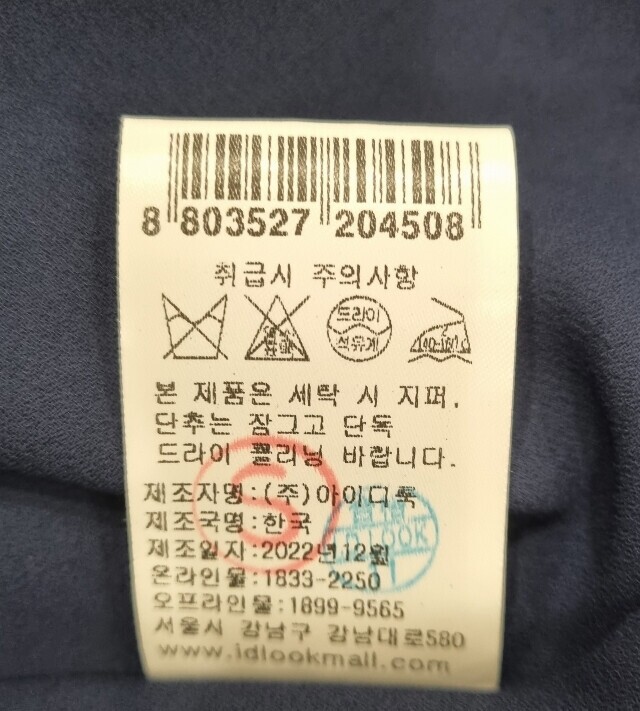 8 803527 204508
취급시 주의사항
드라이
석유계
본 제품은 세탁 시 지퍼,
단추는 잠그고 단독
드라이 클리닝 바랍니다.
제조자명:(주)아이디룩
제조국명:한국
제조일자:2022년12월
온라인몰:1833-2250
오프라인몰:1899-9565
서울시 강남구 강남대로580
www.idlookmall.com
S
IDLOOK